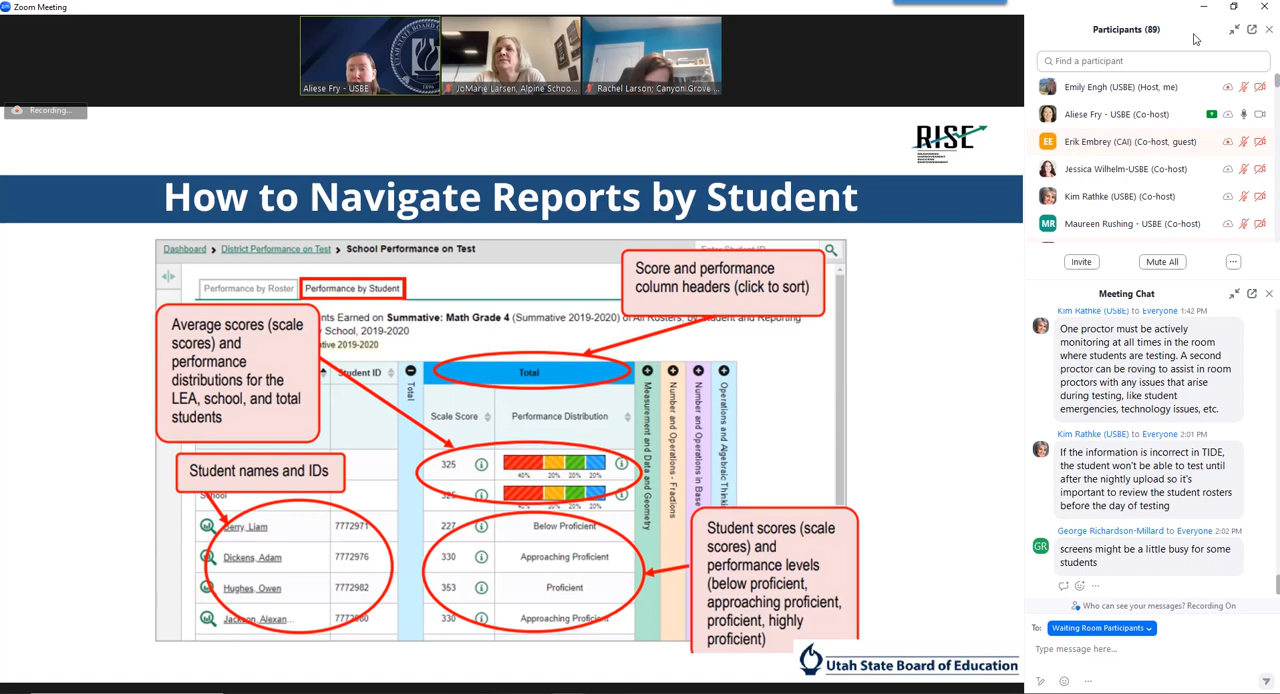 Zoom Meeting
Aliese Fry - USBE
JoMarie Larsen, Alpine Schoo...
Rachel Larson; Canyon Grove ...
Recording...
RISE
How to Navigate Reports by Student
Dashboard > District Performance on Test > School Performance on Test
Enter Student ID
Performance by Roster
Performance by Student
Score and performance
column headers (click to sort)
ents Earned on Summative: Math Grade 4 (Summative 2019-2020) of All Rosters, by Student and Reporting
School, 2019-2020
ative 2019-2020
Average scores (scale
scores) and
performance
distributions for the
LEA, school, and total
students
Student ID
Total
Total
Scale Score
Performance Distribution
Measurement and Data and Geometry
Number and Operations - Fractions
Number and Operations in Base
Operations and Algebraic Thinki
325
40% 20% 20% 20%
School
325
40% 20% 20% 20%
Student names and IDs
Berry, Liam 7772971 227 Below Proficient
Dickens, Adam 7772976 330 Approaching Proficient
Hughes, Owen 7772982 353 Proficient
Jackson, Alexan... 330 Approaching Proficient
Student scores (scale
scores) and
performance levels
(below proficient,
approaching proficient,
proficient, highly
proficient)
Utah State Board of Education
Participants (89)
Find a participant
Emily Engh (USBE) (Host, me)
Aliese Fry - USBE (Co-host)
EE Erik Embrey (CAI) (Co-host, guest)
Jessica Wilhelm-USBE (Co-host)
Kim Rathke (USBE) (Co-host)
MR Maureen Rushing - USBE (Co-host)
Invite
Mute All
...
Meeting Chat
Kim Rathke (USBE) to Everyone 1:42 PM
One proctor must be actively
monitoring at all times in the room
where students are testing. A second
proctor can be roving to assist in room
proctors with any issues that arise
during testing, like student
emergencies, technology issues, etc.
Kim Rathke (USBE) to Everyone 2:01 PM
If the information is incorrect in TIDE,
the student won't be able to test until
after the nightly upload so it's
important to review the student rosters
before the day of testing
George Richardson-Millard to Everyone 2:02 PM
GR
screens might be a little busy for some
students
Who can see your messages? Recording On
To: Waiting Room Participants
Type message here...